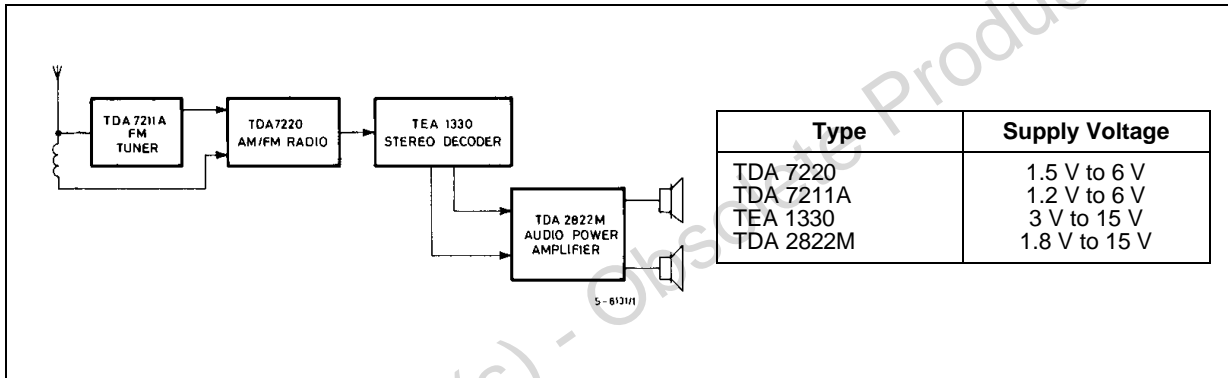 TDA 7211A
FM
TUNER
TDA7220
AM/FM RADIO
TEA 1330
STEREO DECODER
TDA 2822M
AUDIO POWER
AMPLIFIER
S-6131/1
Type Supply Voltage
TDA 7220 1.5 V to 6 V
TDA 7211A 1.2 V to 6 V
TEA 1330 3 V to 15 V
TDA 2822M 1.8 V to 15 V
(s) - Obsolete Produc